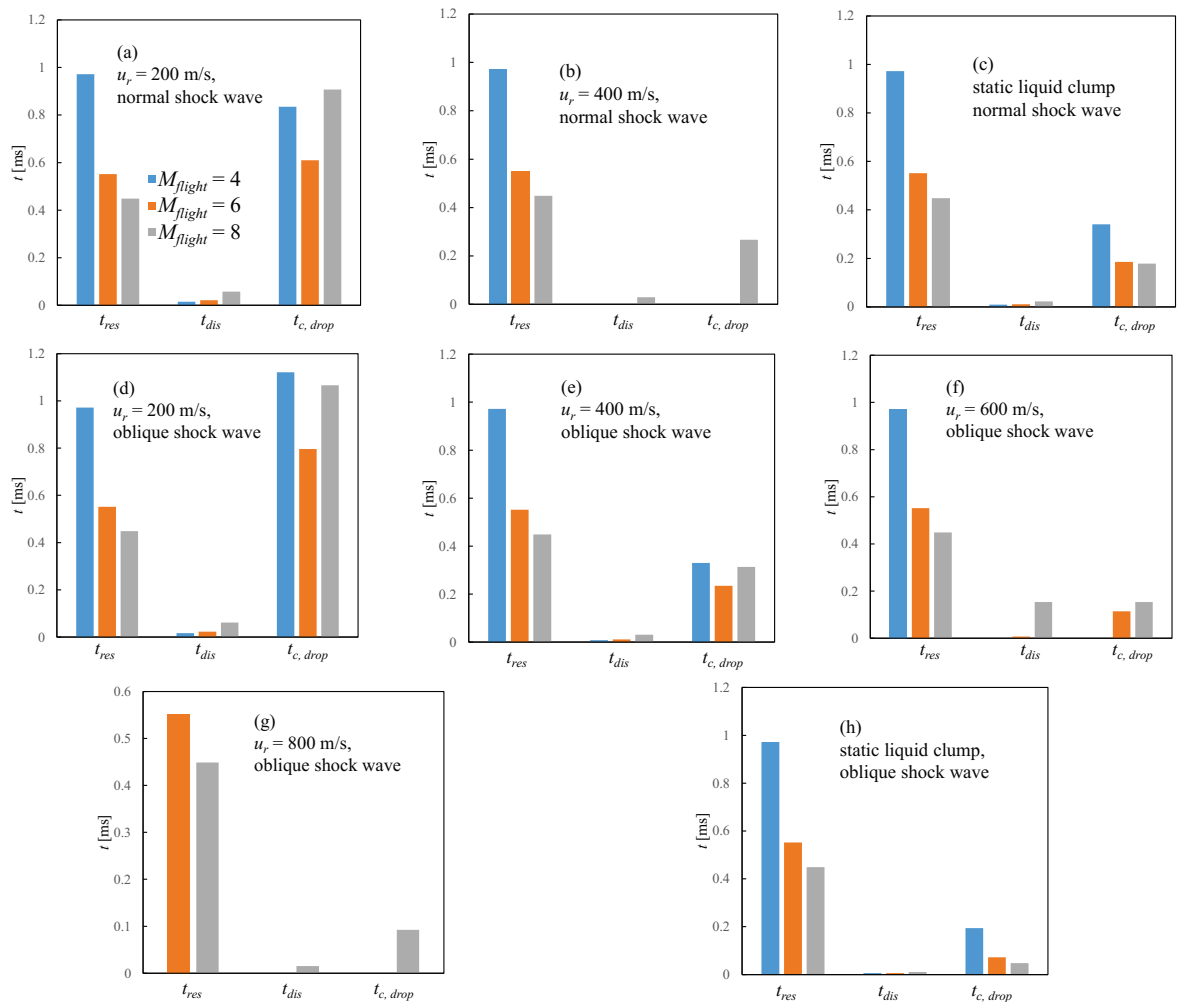 1.2
1
0.8
0.6
0.4
0.2
0
t [ms]
(a)
u_r = 200 m/s,
normal shock wave
M_flight = 4
M_flight = 6
M_flight = 8
t_res t_dis t_c, drop
1.2
1
0.8
0.6
0.4
0.2
0
t [ms]
(b)
u_r = 400 m/s,
normal shock wave
t_res t_dis t_c, drop
1.2
1
0.8
0.6
0.4
0.2
0
t [ms]
(c)
static liquid clump
normal shock wave
t_res t_dis t_c, drop
1.2
1
0.8
0.6
0.4
0.2
0
t [ms]
(d)
u_r = 200 m/s,
oblique shock wave
t_res t_dis t_c, drop
1.2
1
0.8
0.6
0.4
0.2
0
t [ms]
(e)
u_r = 400 m/s,
oblique shock wave
t_res t_dis t_c, drop
1.2
1
0.8
0.6
0.4
0.2
0
t [ms]
(f)
u_r = 600 m/s,
oblique shock wave
t_res t_dis t_c, drop
0.6
0.5
0.4
0.3
0.2
0.1
0
t [ms]
(g)
u_r = 800 m/s,
oblique shock wave
t_res t_dis t_c, drop
1.2
1
0.8
0.6
0.4
0.2
0
t [ms]
(h)
static liquid clump,
oblique shock wave
t_res t_dis t_c, drop